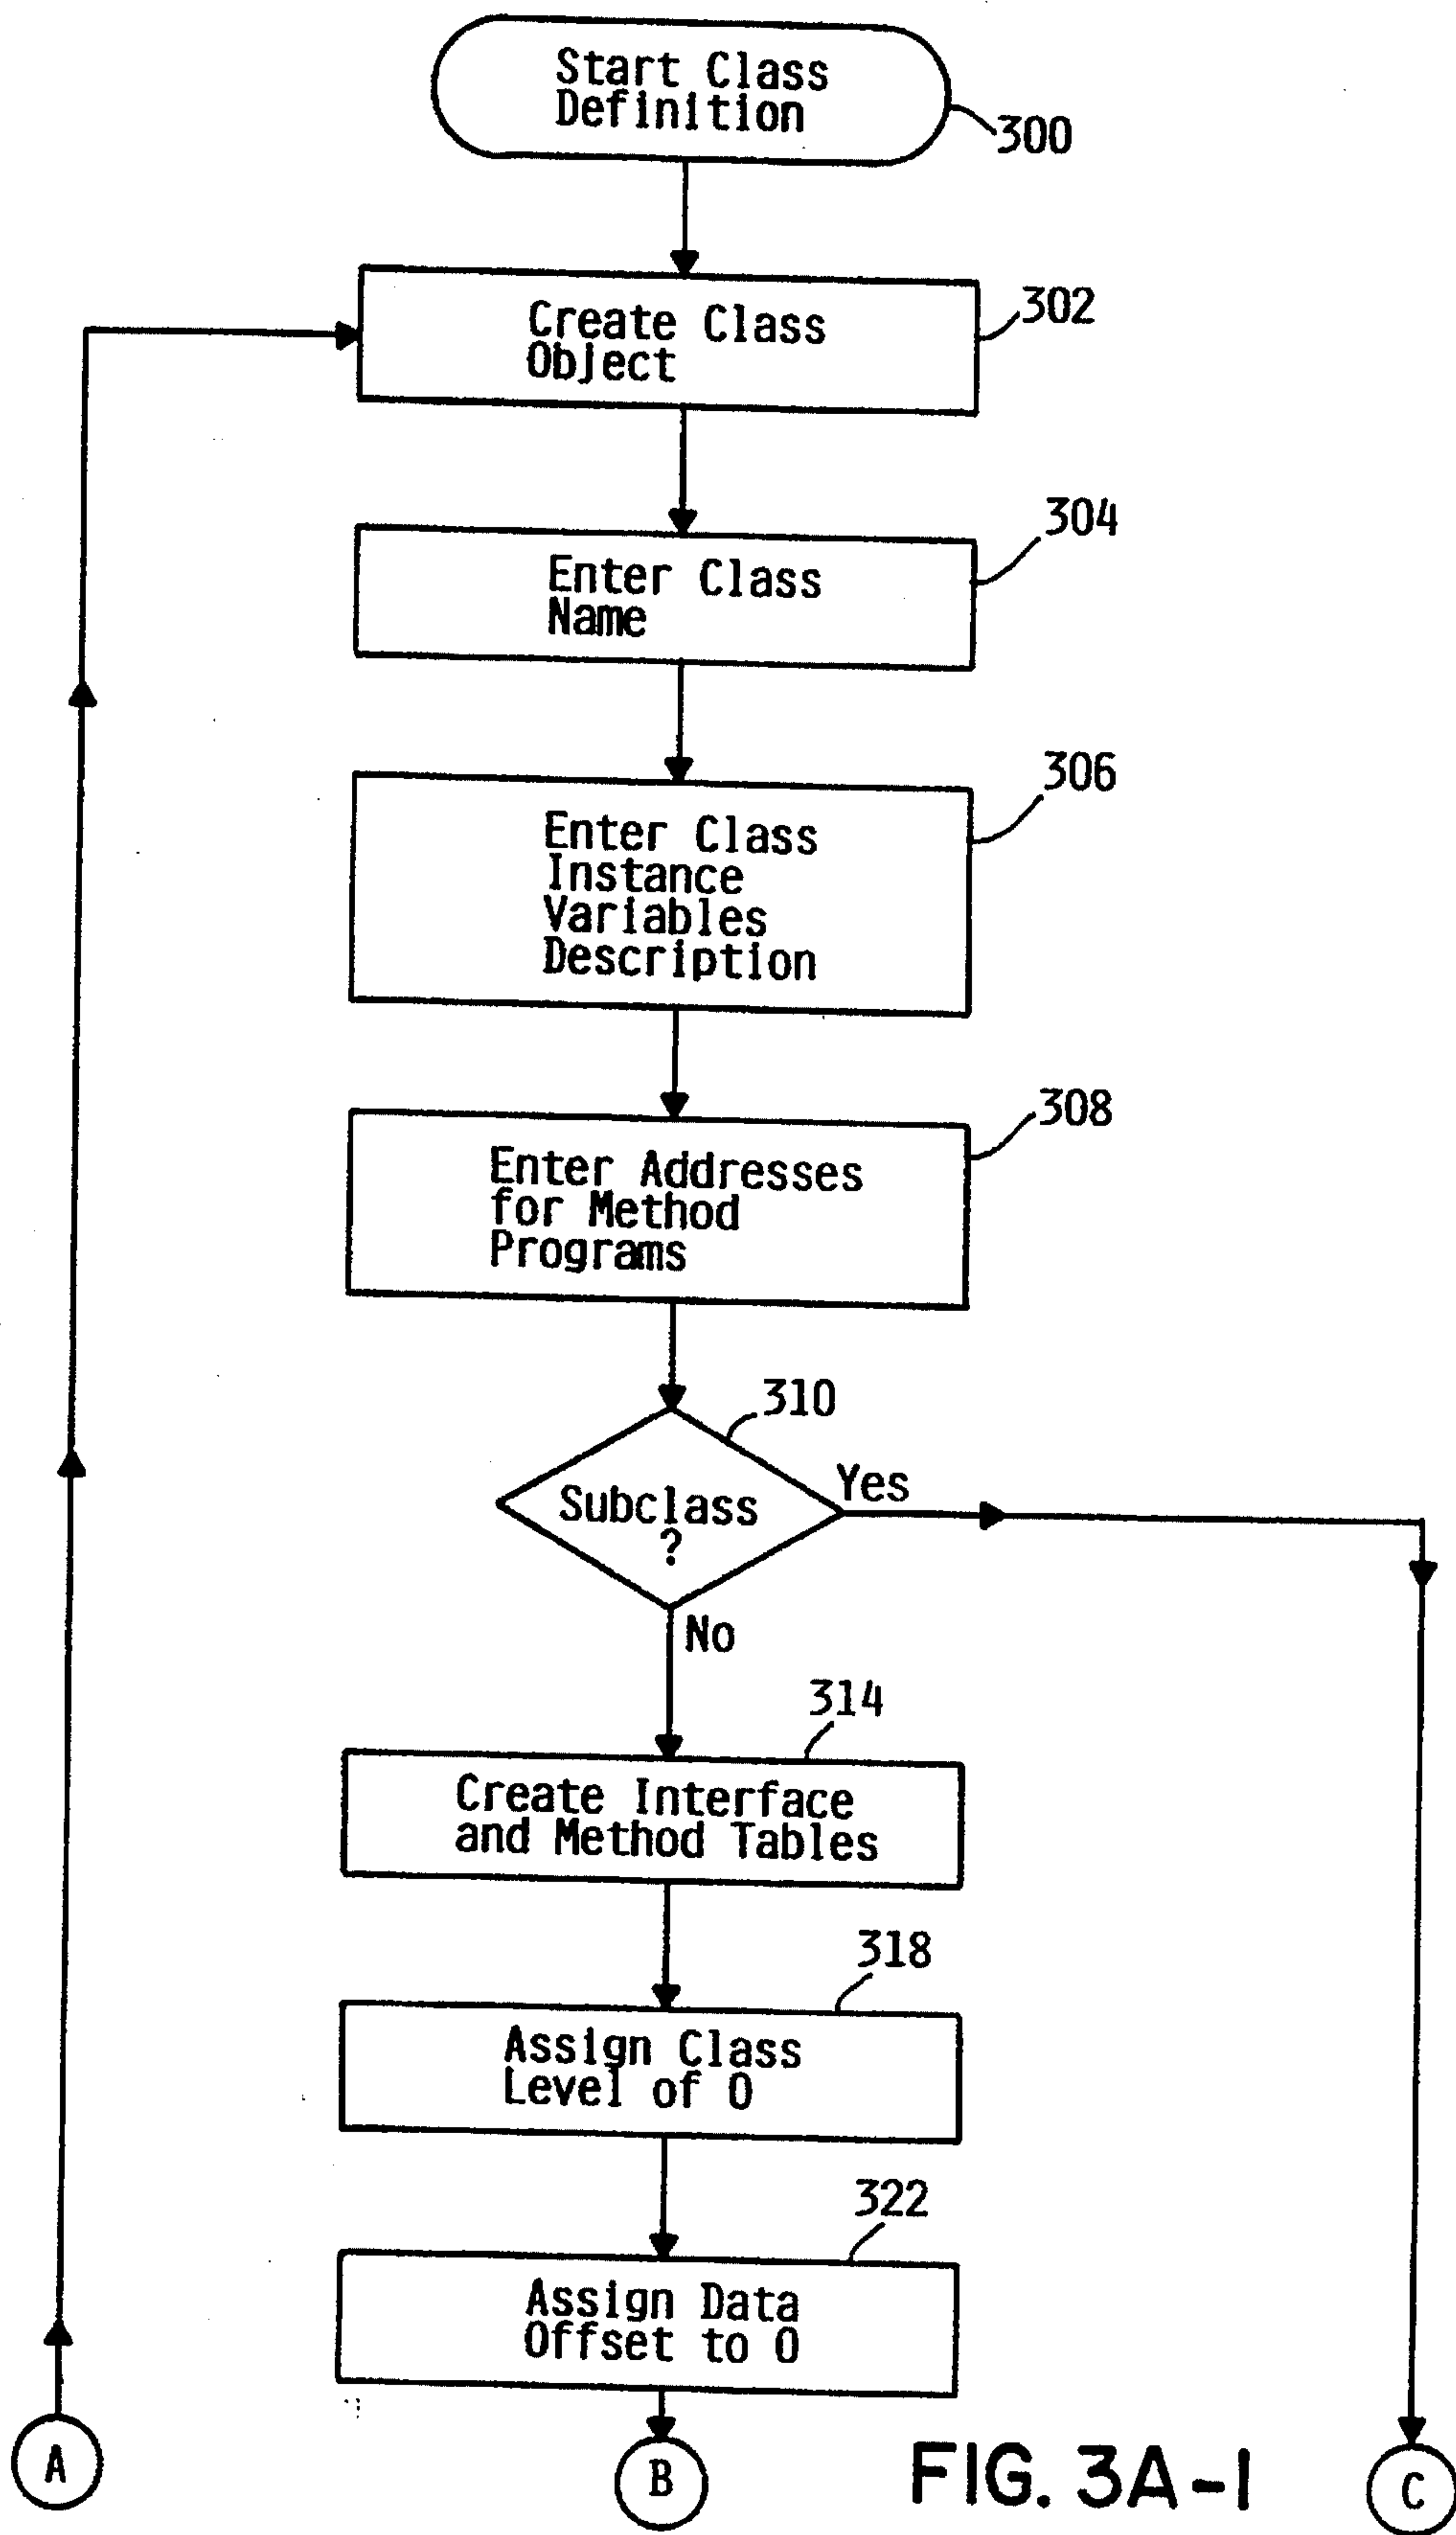 Start Class
Definition
300
Create Class
Object
302
Enter Class
Name
304
Enter Class
Instance
Variables
Description
306
Enter Addresses
for Method
Programs
308
310
Subclass
?
Yes
No
314
Create Interface
and Method Tables
318
Assign Class
Level of 0
322
Assign Data
Offset to 0
A
B
FIG. 3A-1
C